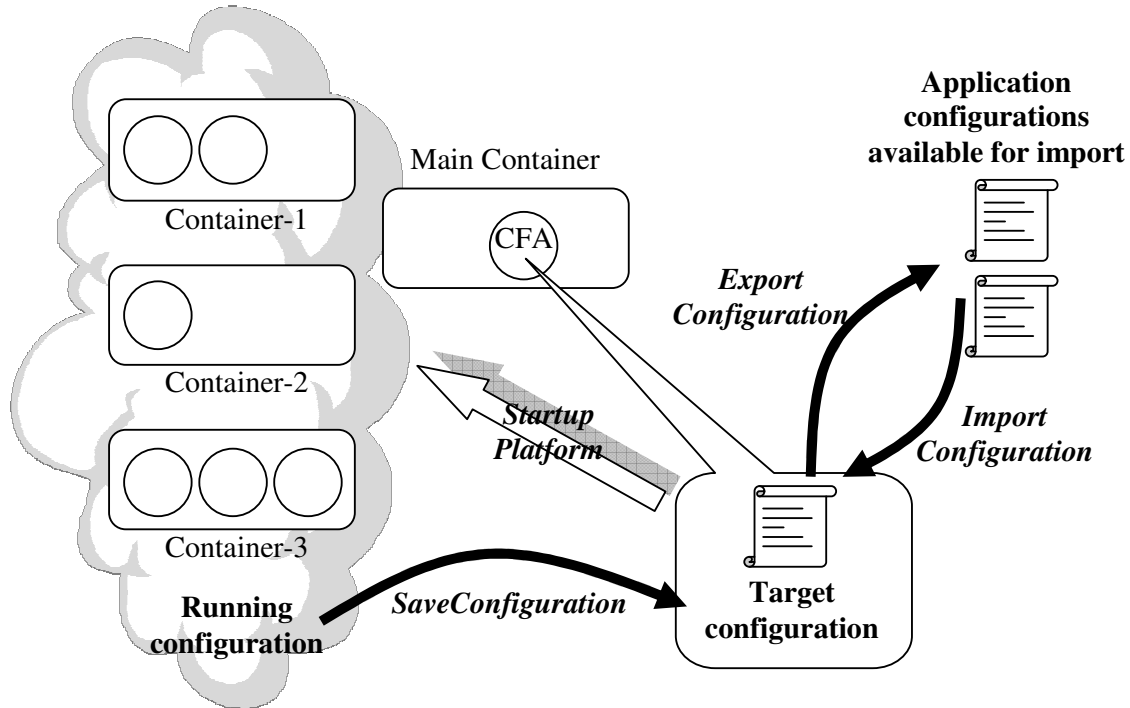 Application
configurations
available for import
Main Container
Container-1
CFA
Export
Configuration
Container-2
Startup
Platform
Import
Configuration
Container-3
Running
configuration
SaveConfiguration
Target
configuration